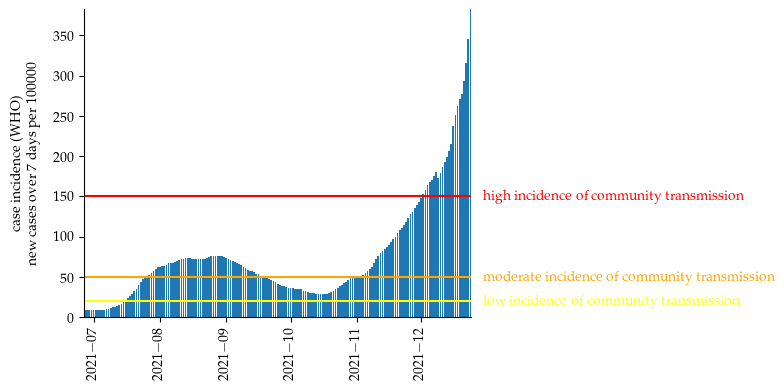 case incidence (WHO)
new cases over 7 days per 100000
350
300
250
200
150
100
50
0
high incidence of community transmission
moderate incidence of community transmission
low incidence of community transmission
2021−07
2021−08
2021−09
2021−10
2021−11
2021−12